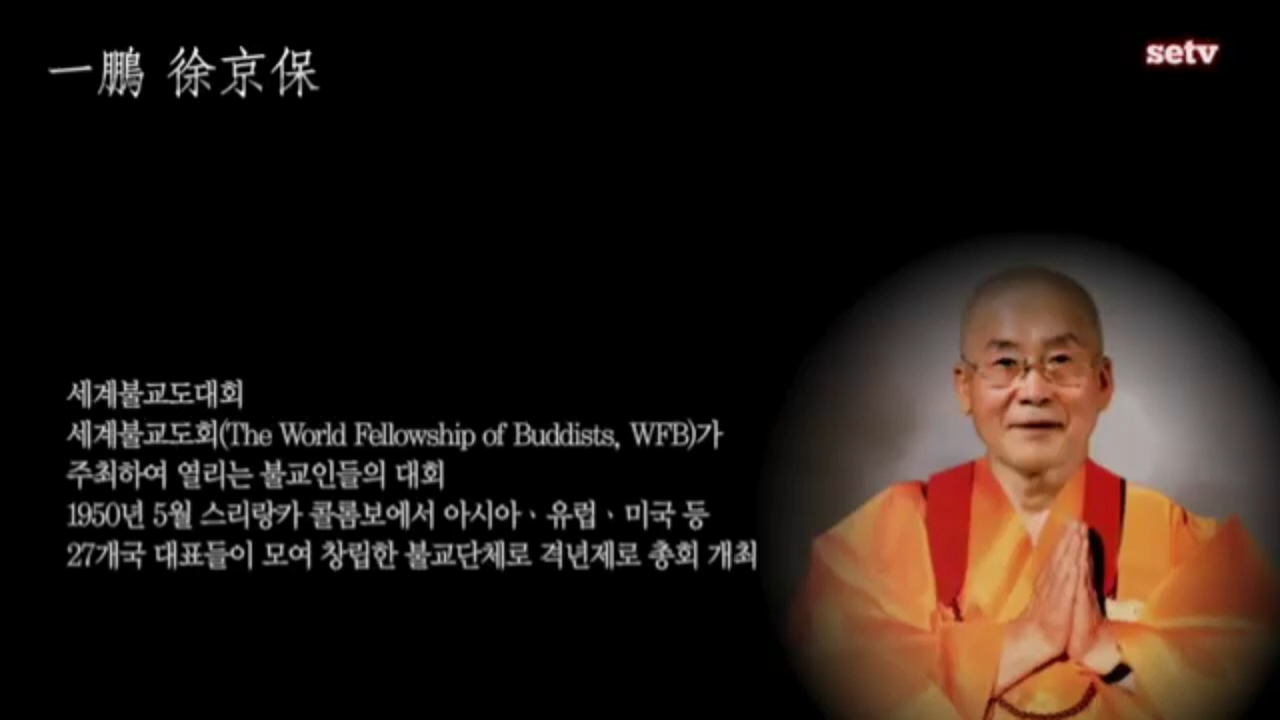 一鵬 徐京保
setv
세계불교도대회
세계불교도회(The World Fellowship of Buddists, WFB)가
주최하여 열리는 불교인들의 대회
1950년 5월 스리랑카 콜롬보에서 아시아、유럽、미국 등
27개국 대표들이 모여 창립한 불교단체로 격년제로 총회 개최